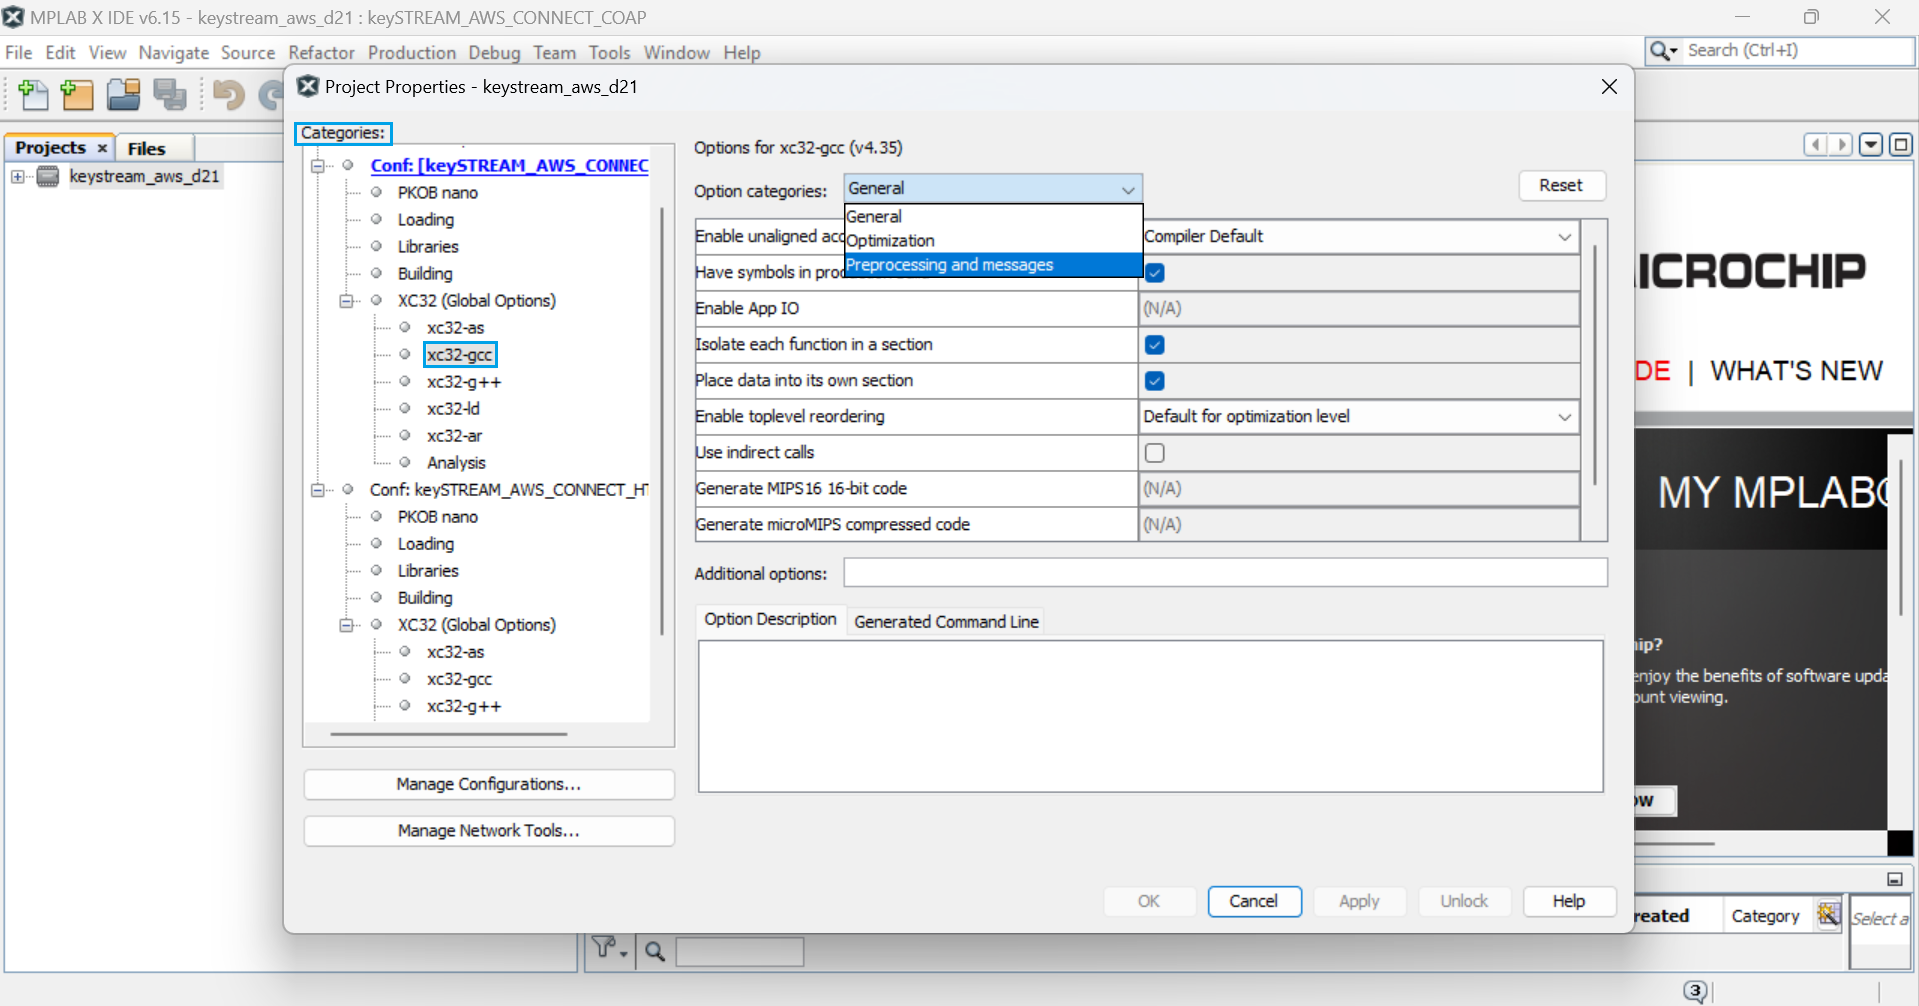 MPLAB X IDE v6.15 - keystream_aws_d21 : keySTREAM_AWS_CONNECT_COAP
File Edit View Navigate Source Refactor Production Debug Team Tools Window Help
Search (Ctrl+I)
Project Properties - keystream_aws_d21
Projects Files
keystream_aws_d21
Categories:
Conf: [keySTREAM_AWS_CONNEC
PKOB nano
Loading
Libraries
Building
XC32 (Global Options)
xc32-as
xc32-gcc
xc32-g++
xc32-ld
xc32-ar
Analysis
Conf: keySTREAM_AWS_CONNECT_HT
PKOB nano
Loading
Libraries
Building
XC32 (Global Options)
xc32-as
xc32-gcc
xc32-g++
Manage Configurations...
Manage Network Tools...
Options for xc32-gcc (v4.35)
Option categories: General
Reset
General
Optimization
Preprocessing and messages
Enable unaligned acc Compiler Default
Have symbols in pro
Enable App IO (N/A)
Isolate each function in a section
Place data into its own section
Enable toplevel reordering Default for optimization level
Use indirect calls
Generate MIPS16 16-bit code (N/A)
Generate microMIPS compressed code (N/A)
Additional options:
Option Description Generated Command Line
OK Cancel Apply Unlock Help
ICROCHIP
DE | WHAT'S NEW
MY MPLAB
ip?
enjoy the benefits of software upda
ount viewing.
OW
reated Category
Select a
3